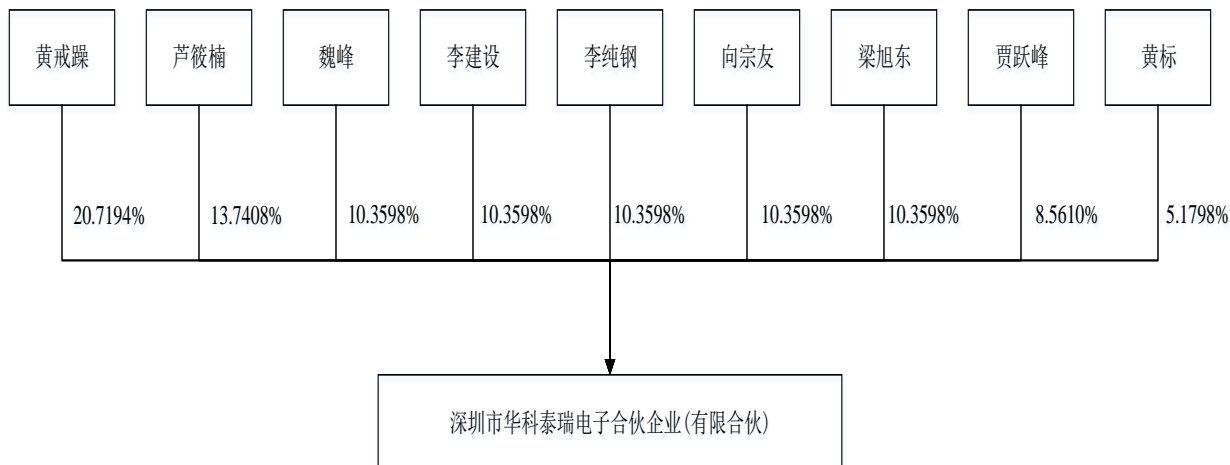 黄戒躁 芦筱楠 魏峰 李建设 李纯钢 向宗友 梁旭东 贾跃峰 黄标
20.7194% 13.7408% 10.3598% 10.3598% 10.3598% 10.3598% 10.3598% 8.5610% 5.1798%
深圳市华科泰瑞电子合伙企业(有限合伙)